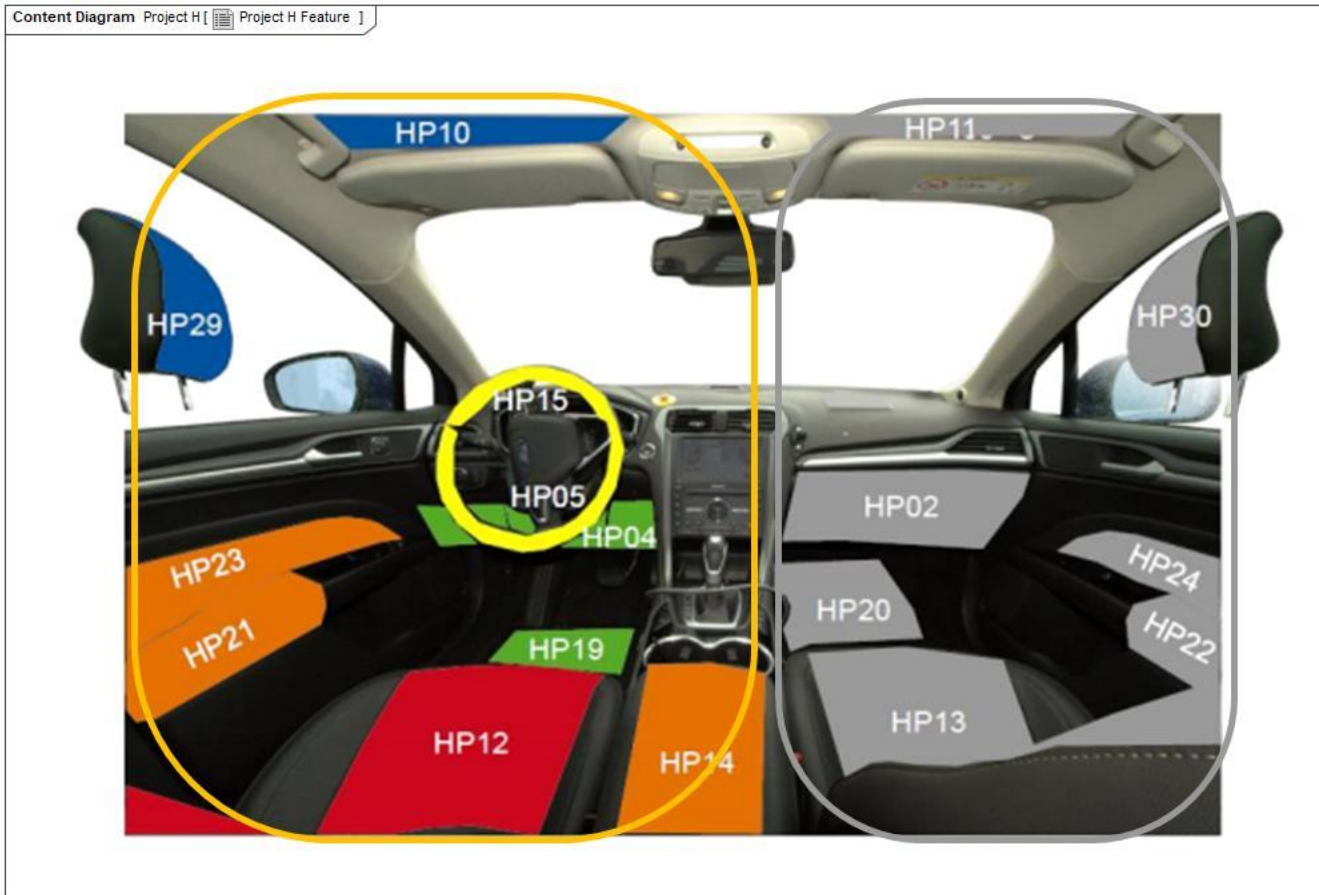 Content Diagram Project H [ Project H Feature ]
HP10
HP11
HP29
HP30
HP15
HP05
HP04
HP02
HP23
HP24
HP21
HP20
HP22
HP19
HP12
HP14
HP13